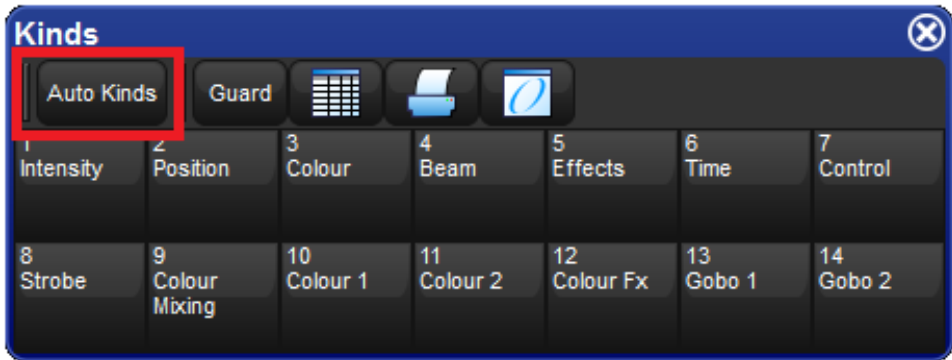 Kinds
Auto Kinds
Guard
1
Intensity
2
Position
3
Colour
4
Beam
5
Effects
6
Time
7
Control
8
Strobe
9
Colour
Mixing
10
Colour 1
11
Colour 2
12
Colour Fx
13
Gobo 1
14
Gobo 2